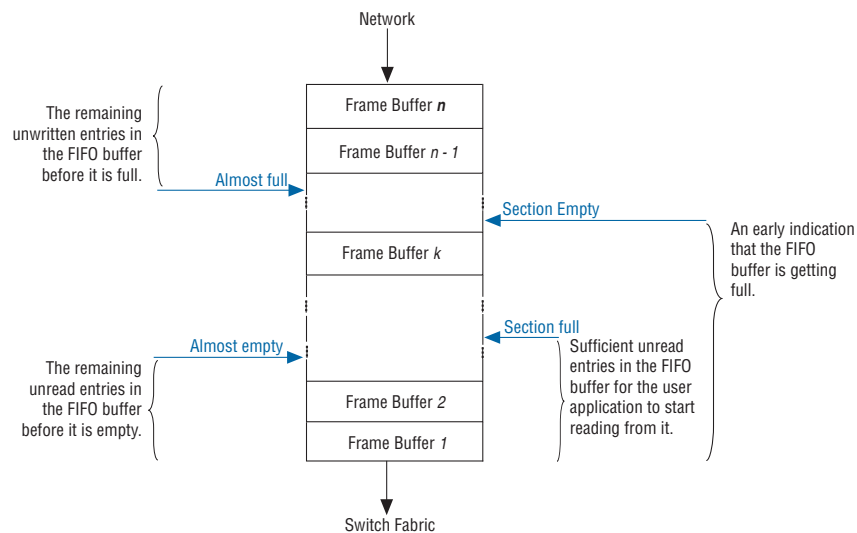 Network
Frame Buffer n
The remaining
unwritten entries in
the FIFO buffer
before it is full.
Frame Buffer n - 1
Almost full
Section Empty
An early indication
that the FIFO
buffer is getting
full.
Frame Buffer k
Section full
Almost empty
Sufficient unread
entries in the FIFO
buffer for the user
application to start
reading from it.
The remaining
unread entries in
the FIFO buffer
before it is empty.
Frame Buffer 2
Frame Buffer 1
Switch Fabric